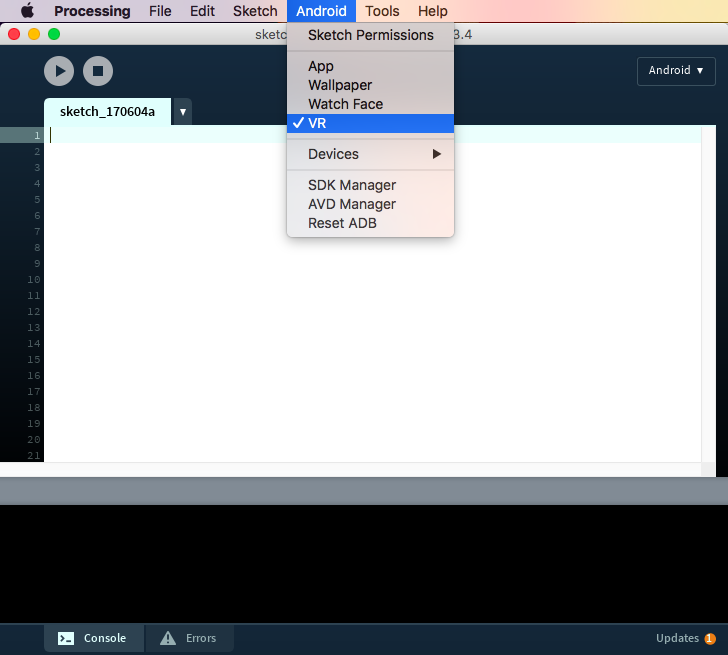 Processing File Edit Sketch Android Tools Help
sketc 3.4
Sketch Permissions
App
Wallpaper
Watch Face
✓ VR
Devices ▶
SDK Manager
AVD Manager
Reset ADB
Android ▼
sketch_170604a ▼
1
2
3
4
5
6
7
8
9
10
11
12
13
14
15
16
17
18
19
20
21
Console Errors Updates 1